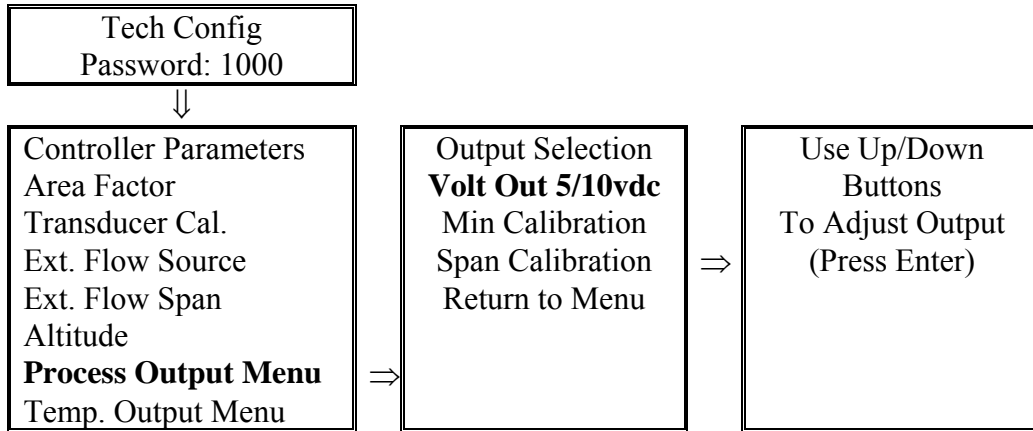 Tech Config
Password: 1000
⇓
Controller Parameters
Area Factor
Transducer Cal.
Ext. Flow Source
Ext. Flow Span
Altitude
Process Output Menu
Temp. Output Menu
⇒
Output Selection
Volt Out 5/10vdc
Min Calibration
Span Calibration
Return to Menu
⇒
Use Up/Down
Buttons
To Adjust Output
(Press Enter)